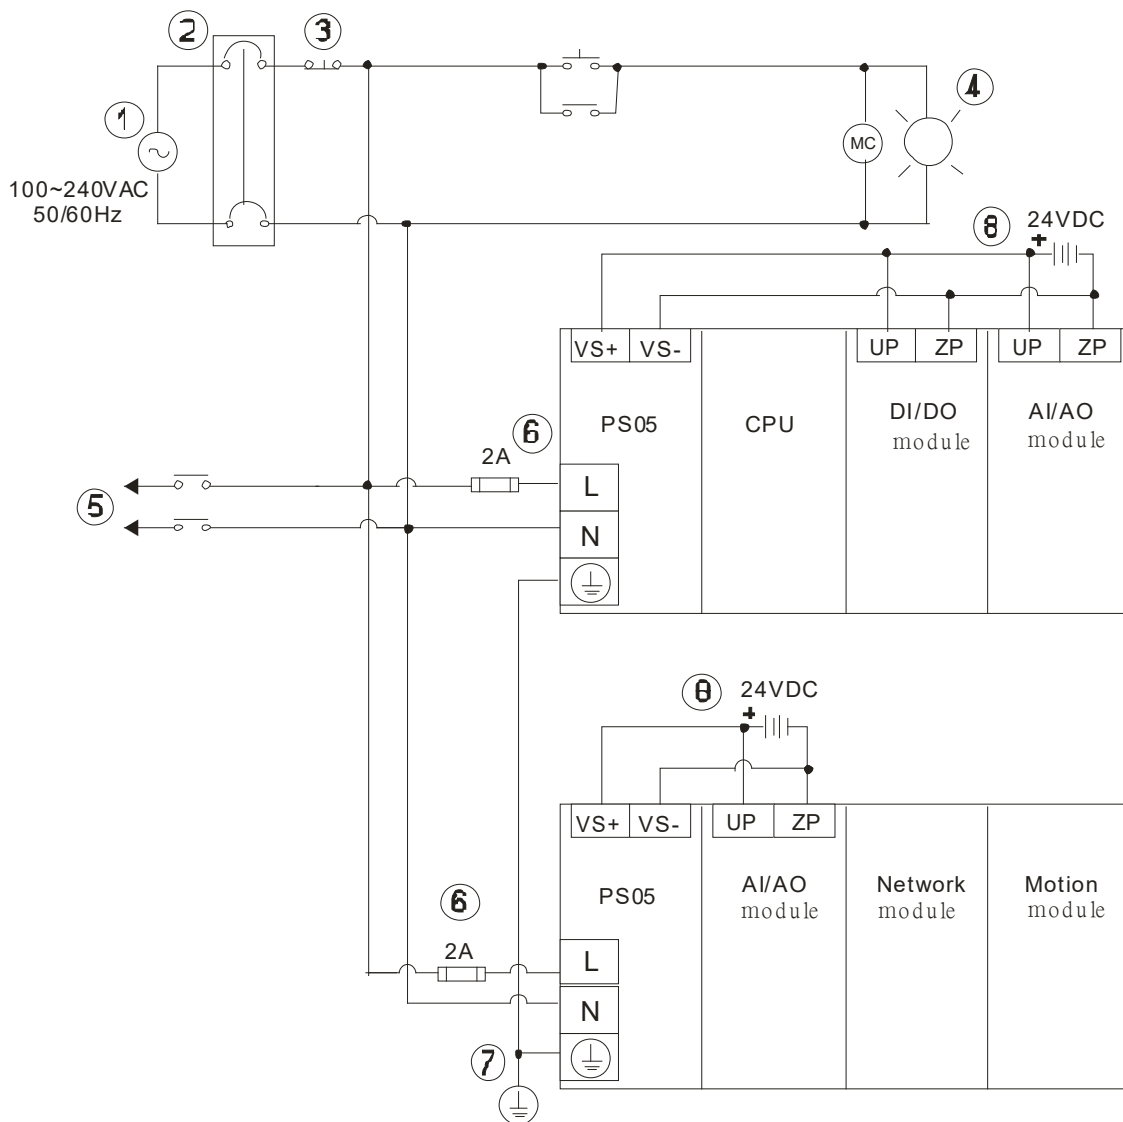 2
3
4
1
MC
100~240VAC
50/60Hz
8
24VDC
+
VS+ VS- UP ZP UP ZP
PS05 CPU DI/DO module AI/AO module
6
2A
L
5
N
8
24VDC
+
VS+ VS- UP ZP
PS05 AI/AO module Network module Motion module
6
2A
L
N
7